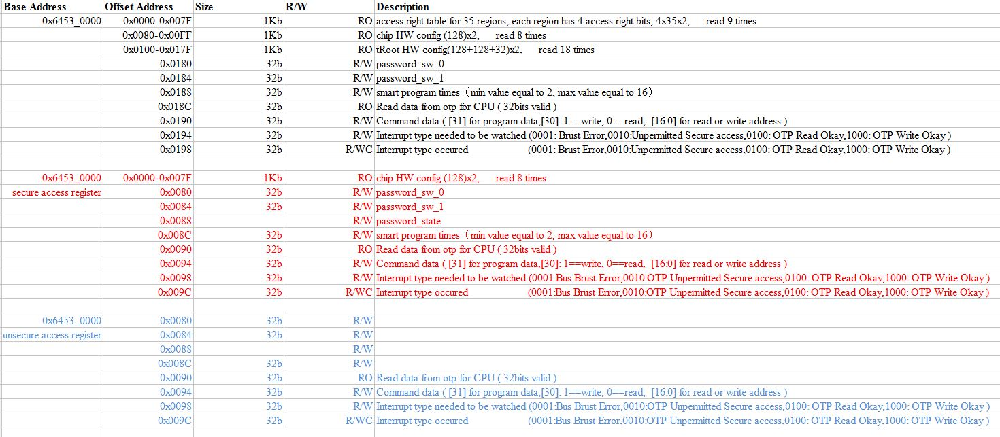 Base Address Offset Address Size R/W Description
0x6453_0000 0x0000-0x007F 1Kb RO access right table for 35 regions, each region has 4 access right bits, 4x35x2, read 9 times
0x0080-0x00FF 1Kb RO chip HW config (128)x2, read 8 times
0x0100-0x017F 1Kb RO tRoot HW config(128+128+32)x2, read 18 times
0x0180 32b R/W password_sw_0
0x0184 32b R/W password_sw_1
0x0188 32b R/W smart program times（min value equal to 2, max value equal to 16）
0x018C 32b RO Read data from otp for CPU ( 32bits valid )
0x0190 32b R/W Command data ( [31] for program data,[30]: 1==write, 0==read, [16:0] for read or write address )
0x0194 32b R/W Interrupt type needed to be watched (0001: Brust Error,0010:Unpermitted Secure access,0100: OTP Read Okay,1000: OTP Write Okay )
0x0198 32b R/WC Interrupt type occured (0001: Brust Error,0010:Unpermitted Secure access,0100: OTP Read Okay,1000: OTP Write Okay )
0x6453_0000 0x0000-0x007F 1Kb RO chip HW config (128)x2, read 8 times
secure access register 0x0080 32b R/W password_sw_0
0x0084 32b R/W password_sw_1
0x0088 R/W password_state
0x008C 32b R/W smart program times（min value equal to 2, max value equal to 16）
0x0090 32b RO Read data from otp for CPU ( 32bits valid )
0x0094 32b R/W Command data ( [31] for program data,[30]: 1==write, 0==read, [16:0] for read or write address )
0x0098 32b R/W Interrupt type needed to be watched (0001:Bus Brust Error,0010:OTP Unpermitted Secure access,0100: OTP Read Okay,1000: OTP Write Okay )
0x009C 32b R/WC Interrupt type occured (0001:Bus Brust Error,0010:OTP Unpermitted Secure access,0100: OTP Read Okay,1000: OTP Write Okay )
0x6453_0000 0x0080 32b R/W
unsecure access register 0x0084 32b R/W
0x0088 R/W
0x008C 32b R/W
0x0090 32b RO Read data from otp for CPU ( 32bits valid )
0x0094 32b R/W Command data ( [31] for program data,[30]: 1==write, 0==read, [16:0] for read or write address )
0x0098 32b R/W Interrupt type needed to be watched (0001:Bus Brust Error,0010:OTP Unpermitted Secure access,0100: OTP Read Okay,1000: OTP Write Okay )
0x009C 32b R/WC Interrupt type occured (0001:Bus Brust Error,0010:OTP Unpermitted Secure access,0100: OTP Read Okay,1000: OTP Write Okay )